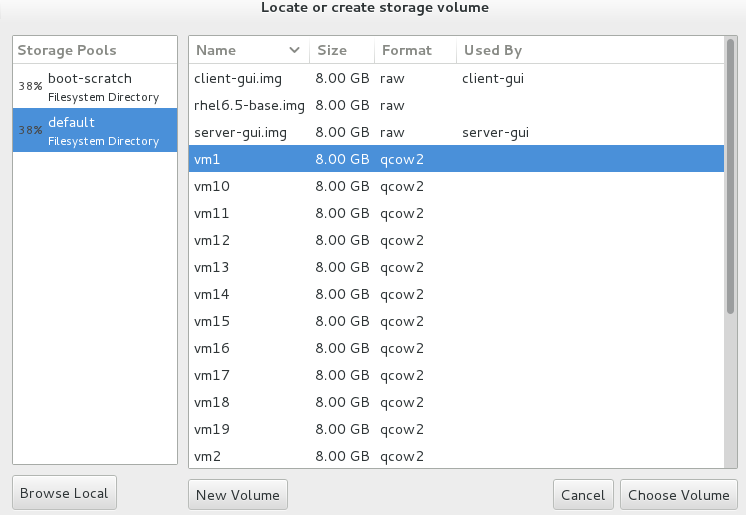 Locate or create storage volume
Storage Pools
38% boot-scratch
Filesystem Directory
38% default
Filesystem Directory
Name Size Format Used By
client-gui.img 8.00 GB raw client-gui
rhel6.5-base.img 8.00 GB raw
server-gui.img 8.00 GB raw server-gui
vm1 8.00 GB qcow2
vm10 8.00 GB qcow2
vm11 8.00 GB qcow2
vm12 8.00 GB qcow2
vm13 8.00 GB qcow2
vm14 8.00 GB qcow2
vm15 8.00 GB qcow2
vm16 8.00 GB qcow2
vm17 8.00 GB qcow2
vm18 8.00 GB qcow2
vm19 8.00 GB qcow2
vm2 8.00 GB qcow2
Browse Local New Volume Cancel Choose Volume